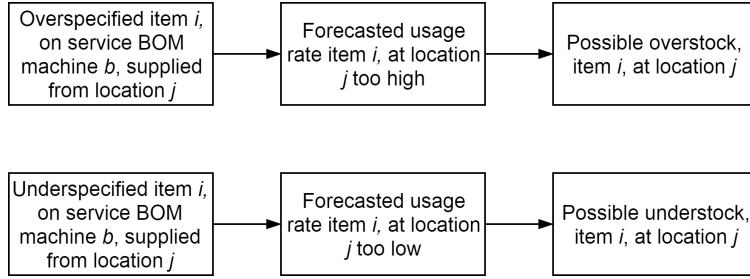 Overspecified item i,
on service BOM
machine b, supplied
from location j
Forecasted usage
rate item i, at location
j too high
Possible overstock,
item i, at location j
Underspecified item i,
on service BOM
machine b, supplied
from location j
Forecasted usage
rate item i, at location
j too low
Possible understock,
item i, at location j